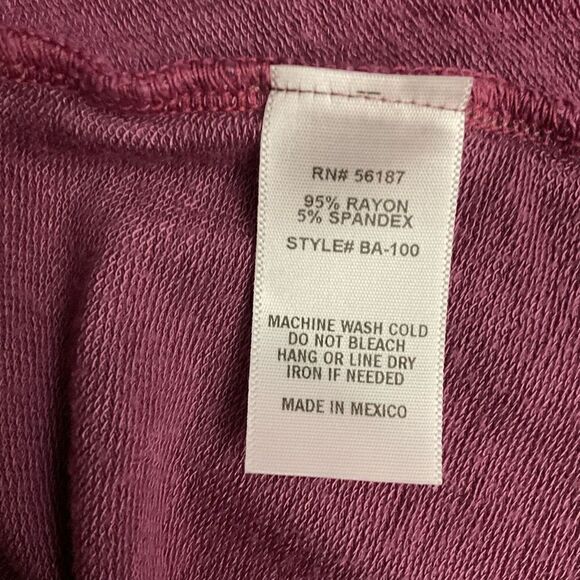 RN# 56187
95% RAYON
5% SPANDEX
STYLE# BA-100
MACHINE WASH COLD
DO NOT BLEACH
HANG OR LINE DRY
IRON IF NEEDED
MADE IN MEXICO